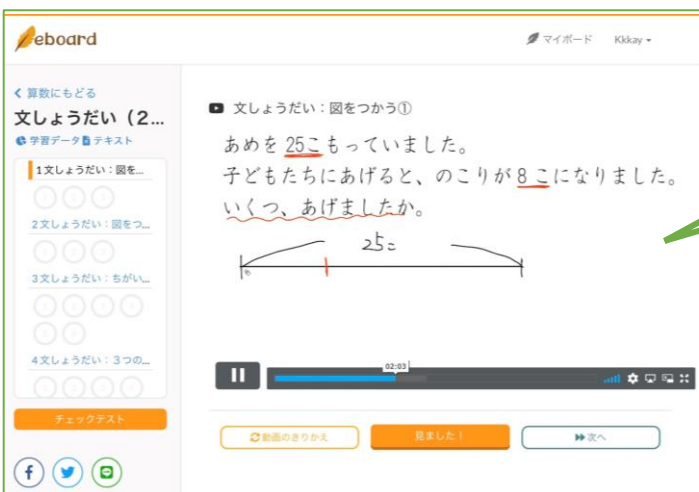 eboard
マイボード Kkkay
算数にもどる
文しょうだい（2...
学習データ テキスト
1文しょうだい：図を...
2文しょうだい：図をつ...
3文しょうだい：ちがい...
4文しょうだい：3つの...
チェックテスト
文しょうだい：図をつかう①
あめを 25こもっていました。
子どもたちにあげると、のこりが 8 こになりました。
いくつ、あげましたか。
25こ
02:03
動画のきりかえ
見ました！
次へ